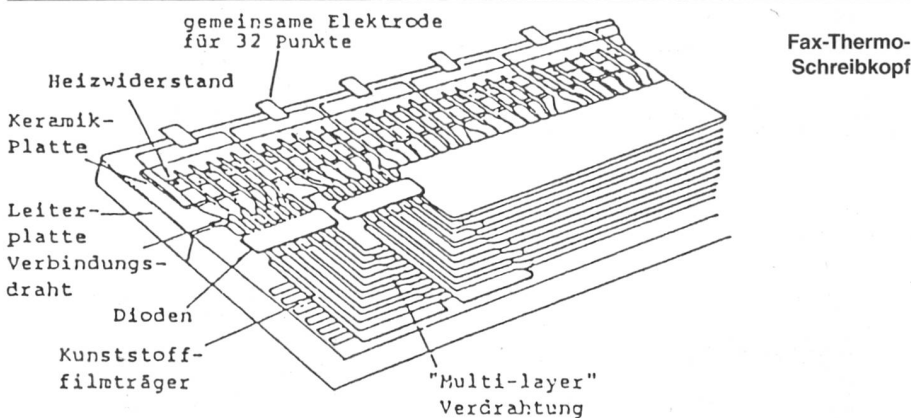 gemeinsame Elektrode
für 32 Punkte
Fax-Thermo-
Schreibkopf
Heizwiderstand
Keramik-
Platte
Leiter-
platte
Verbindungs-
draht
Dioden
Kunststoff-
filmträger
"Multi-layer"
Verdrahtung